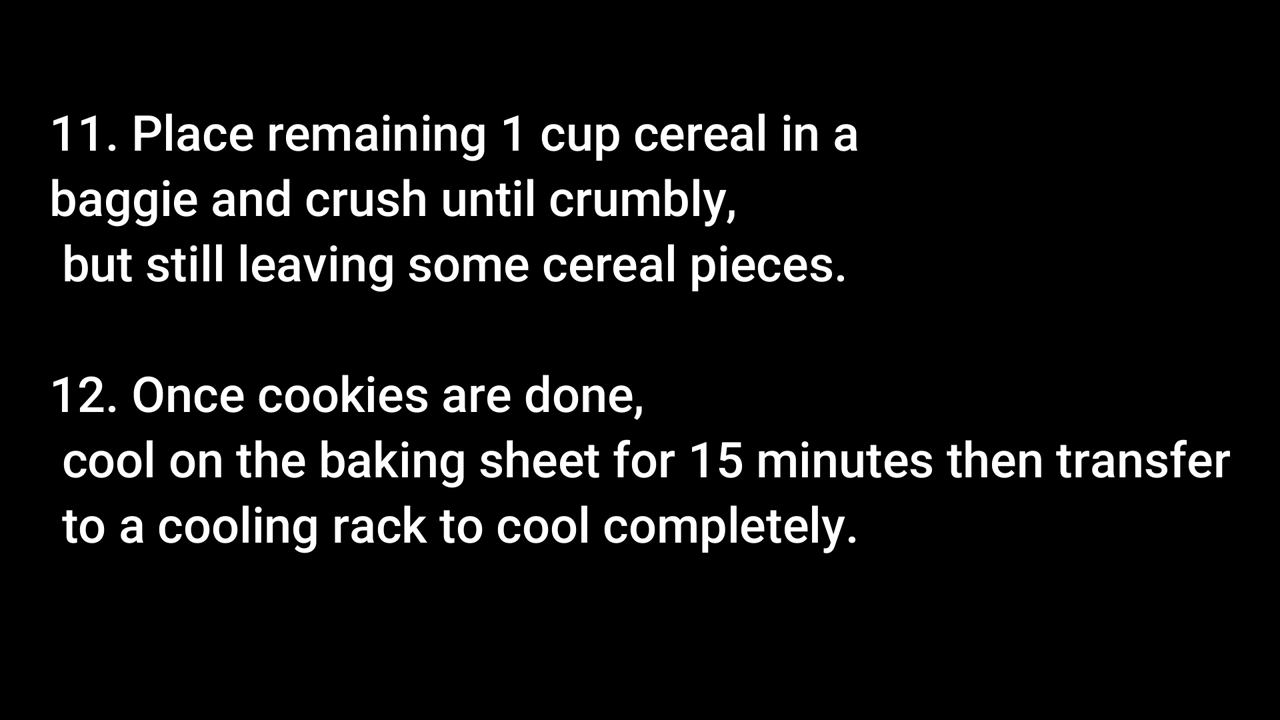 11. Place remaining 1 cup cereal in a
baggie and crush until crumbly,
but still leaving some cereal pieces.
12. Once cookies are done,
cool on the baking sheet for 15 minutes then transfer
to a cooling rack to cool completely.